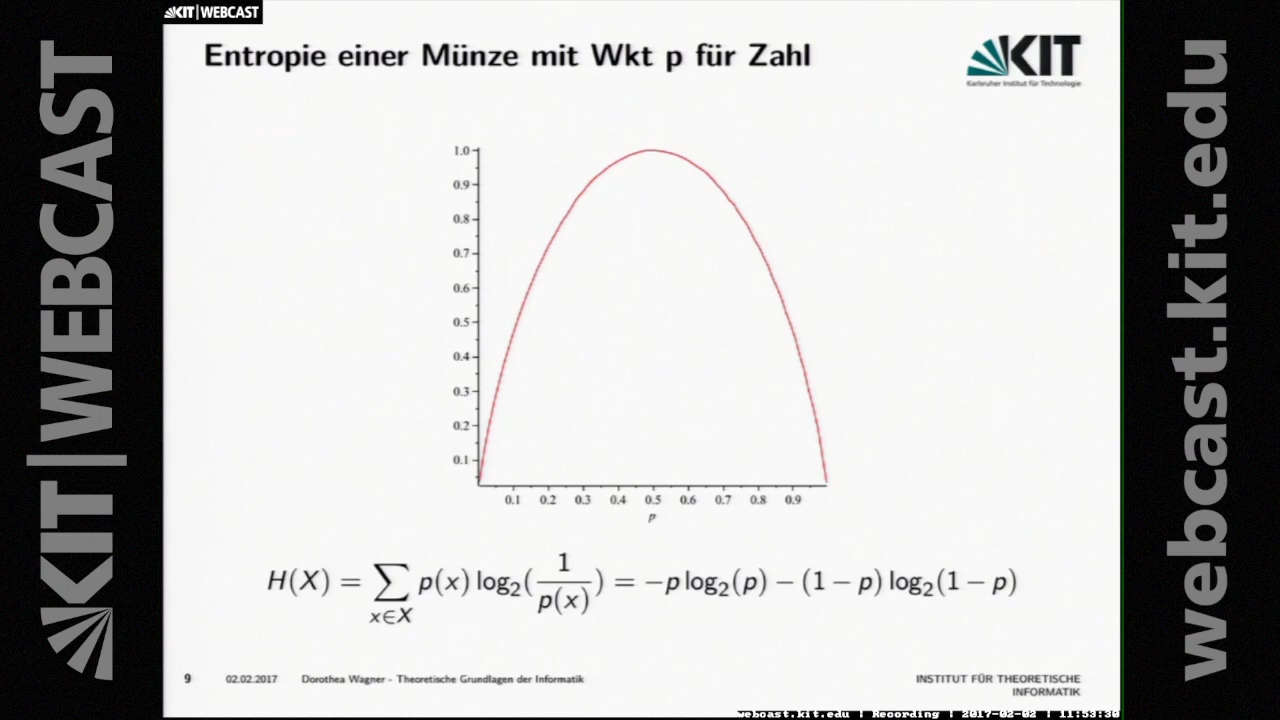 KIT|WEBCAST
KIT|WEBCAST
webcast.kit.edu
Entropie einer Münze mit Wkt p für Zahl
KIT
Karlsruher Institut für Technologie
1.0
0.9
0.8
0.7
0.6
0.5
0.4
0.3
0.2
0.1
0.1 0.2 0.3 0.4 0.5 0.6 0.7 0.8 0.9
p
H(X) = ∑_{x∈X} p(x) log₂(1/p(x)) = −p log₂(p) − (1 − p) log₂(1 − p)
9 02.02.2017 Dorothea Wagner - Theoretische Grundlagen der Informatik
INSTITUT FÜR THEORETISCHE
INFORMATIK
webcast.kit.edu | Recording | 2017-02-02 | 11:53:30